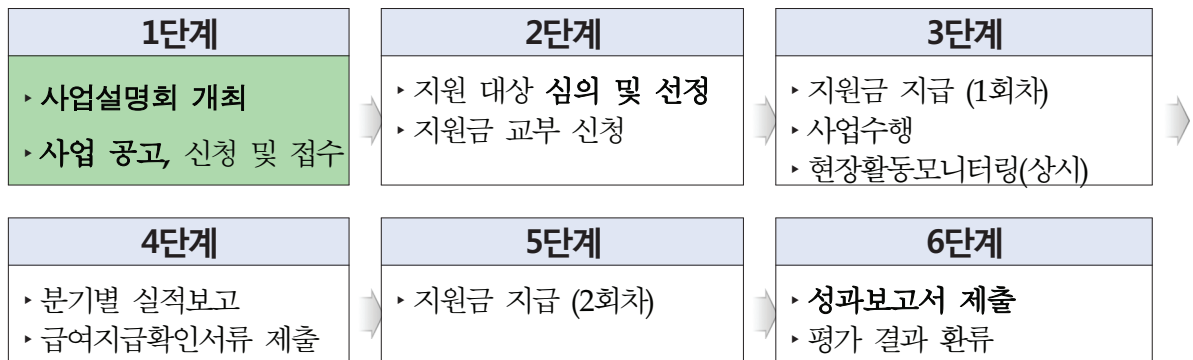 1단계
‣사업설명회 개최
‣사업 공고, 신청 및 접수
2단계
‣지원 대상 심의 및 선정
‣지원금 교부 신청
3단계
‣지원금 지급 (1회차)
‣사업수행
‣현장활동모니터링(상시)
4단계
‣분기별 실적보고
‣급여지급확인서류 제출
5단계
‣지원금 지급 (2회차)
6단계
‣성과보고서 제출
‣평가 결과 환류